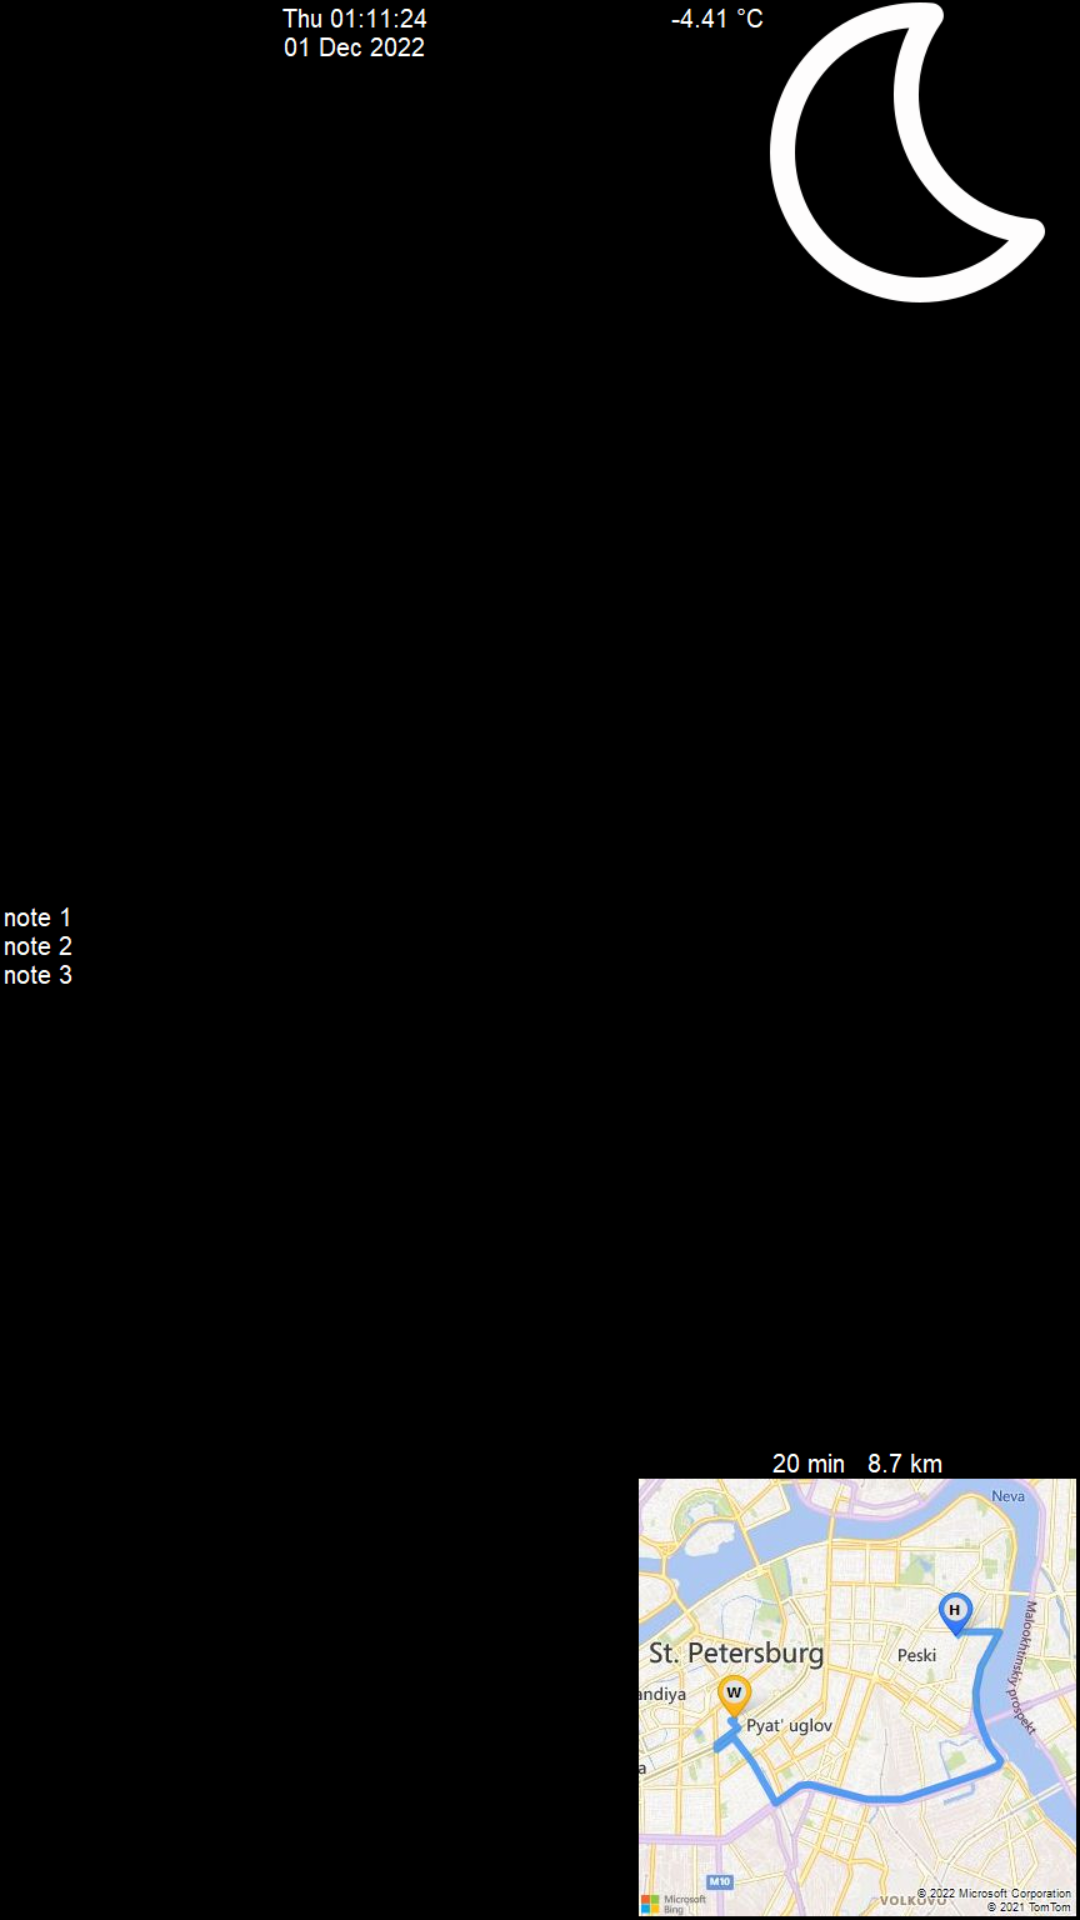 Thu 01:11:24
01 Dec 2022
-4.41 °C
note 1
note 2
note 3
20 min 8.7 km
Neva
H
Malookhtinskiy prospekt
St. Petersburg
Peski
andiya
W
Pyat' uglov
a
M10
VOLKOVO
Microsoft
Bing
© 2022 Microsoft Corporation
© 2021 TomTom